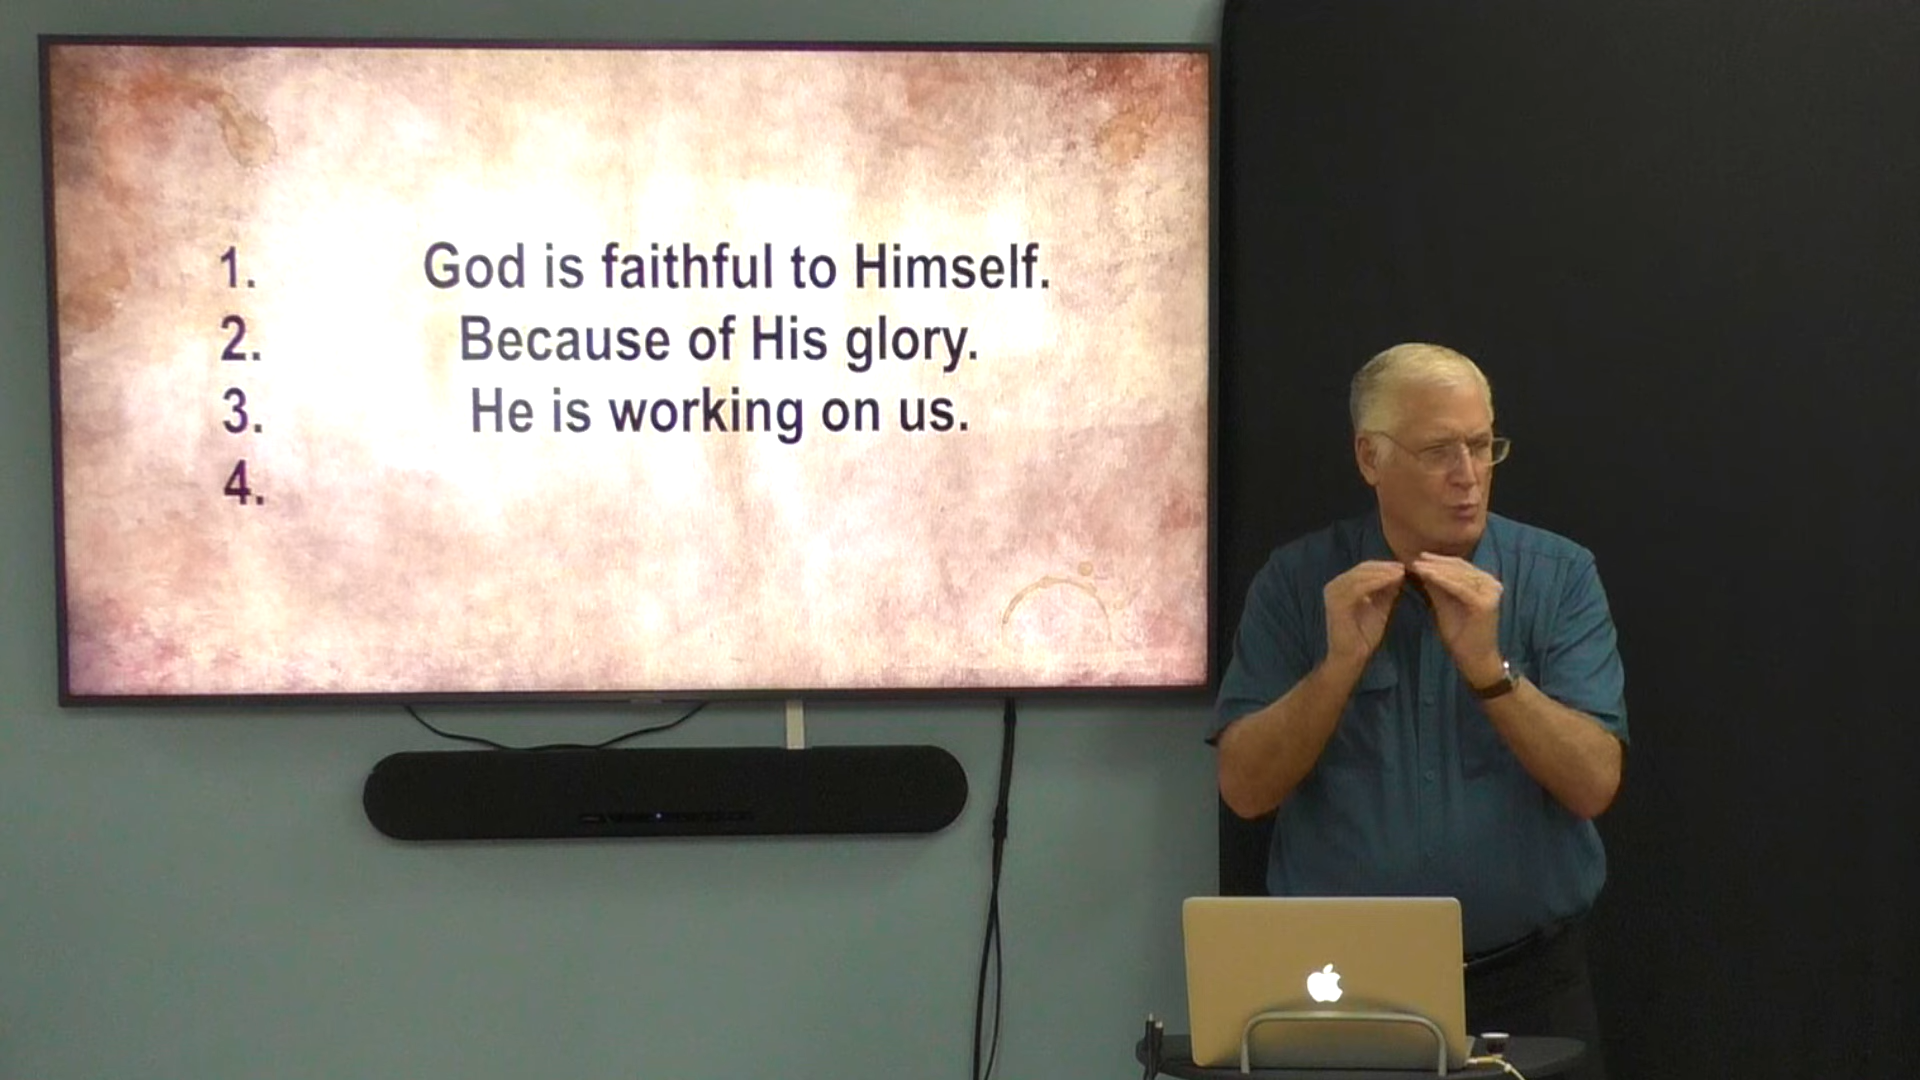 1. God is faithful to Himself.
2. Because of His glory.
3. He is working on us.
4.